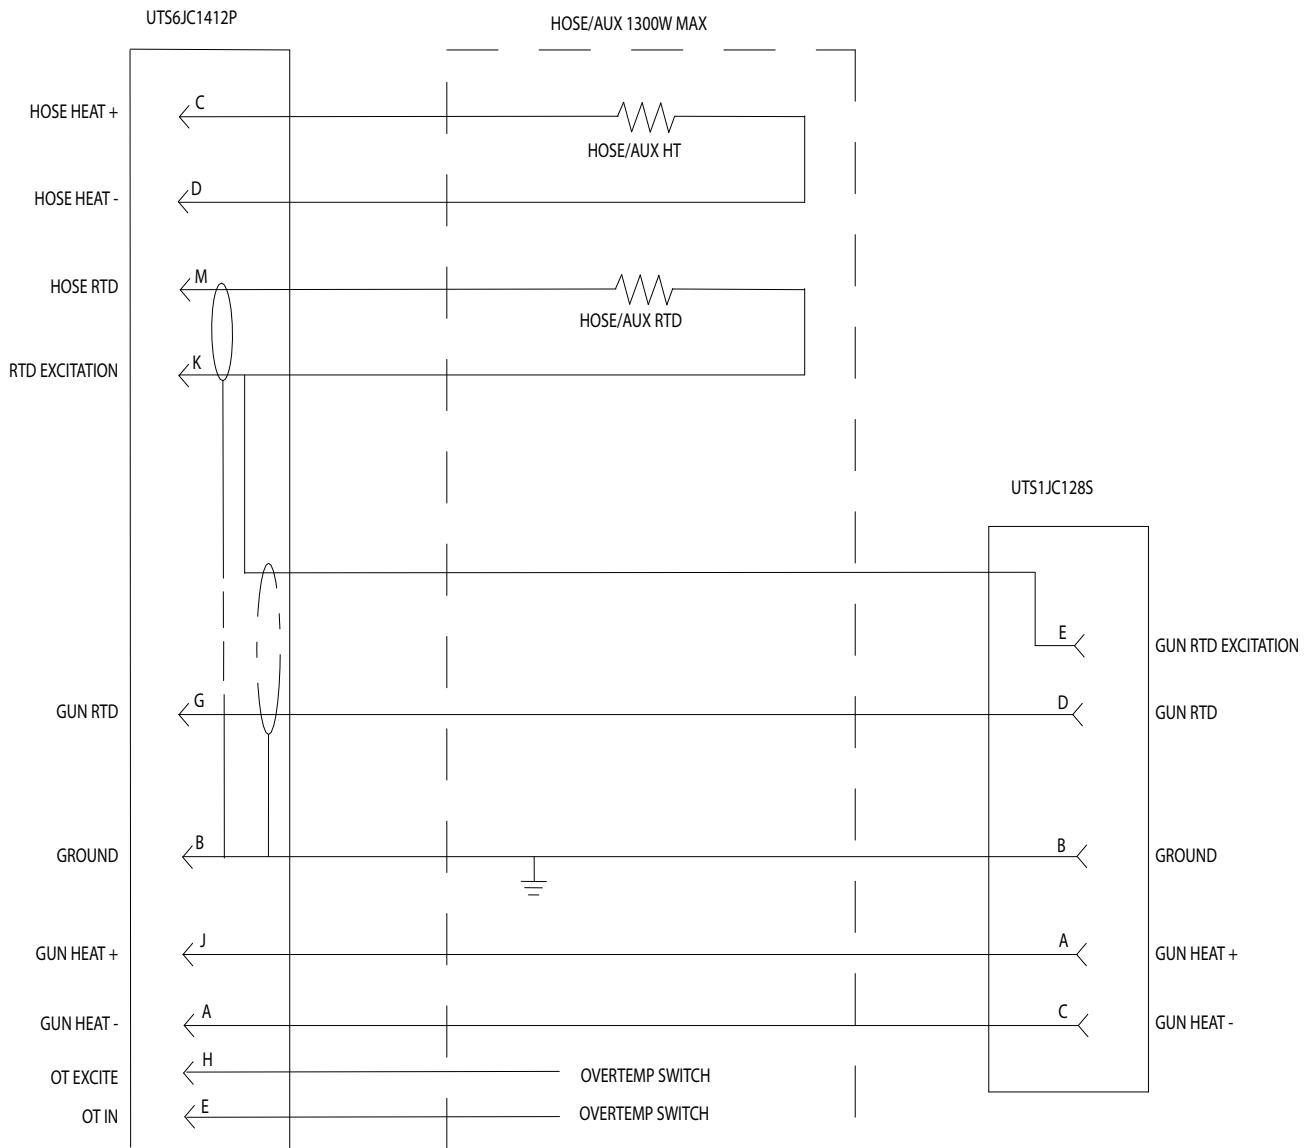 UTS6JC1412P
HOSE/AUX 1300W MAX
HOSE HEAT +
C
HOSE/AUX HT
HOSE HEAT -
D
HOSE RTD
M
HOSE/AUX RTD
RTD EXCITATION
K
UTS1JC128S
E
GUN RTD EXCITATION
GUN RTD
G
D
GUN RTD
GROUND
B
B
GROUND
GUN HEAT +
J
A
GUN HEAT +
GUN HEAT -
A
C
GUN HEAT -
OT EXCITE
H
OVERTEMP SWITCH
OT IN
E
OVERTEMP SWITCH